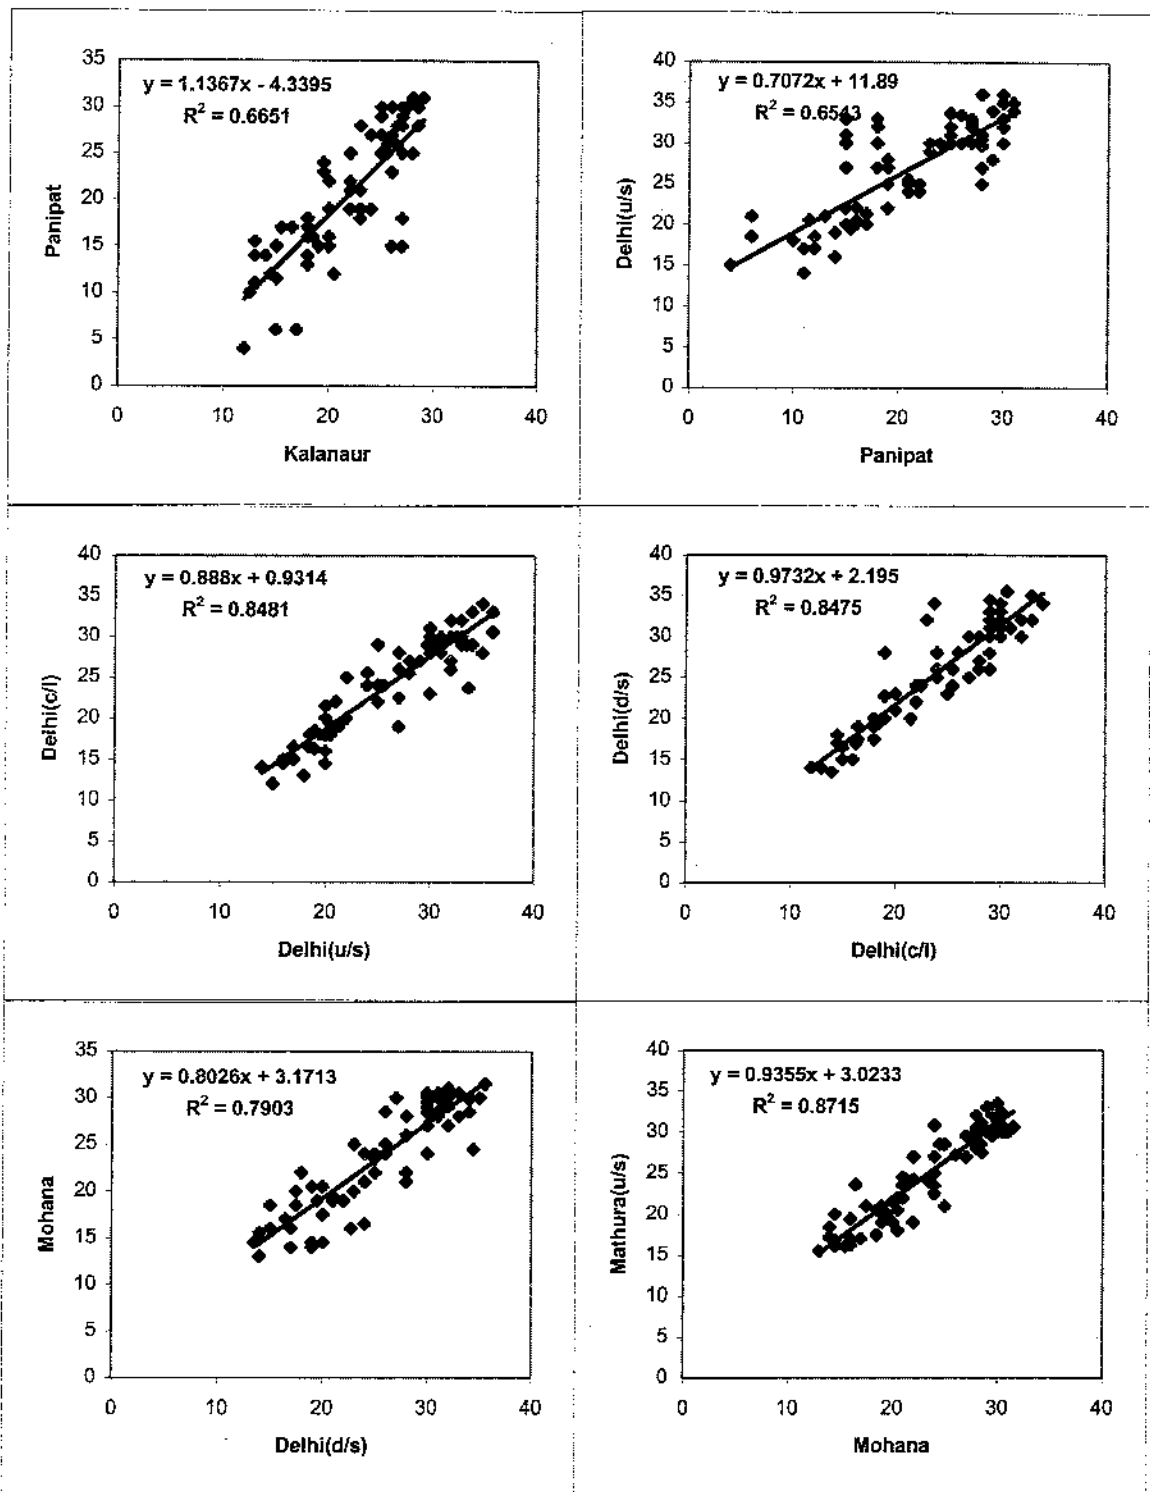 35
30
25
20
15
10
5
0
y = 1.1367x - 4.3395
R² = 0.6651
Panipat
0 10 20 30 40
Kalanaur
40
35
30
25
20
15
10
5
0
y = 0.7072x + 11.89
R² = 0.6543
Delhi(u/s)
0 10 20 30 40
Panipat
40
35
30
25
20
15
10
5
0
y = 0.888x + 0.9314
R² = 0.8481
Delhi(c/l)
0 10 20 30 40
Delhi(u/s)
40
35
30
25
20
15
10
5
0
y = 0.9732x + 2.195
R² = 0.8475
Delhi(d/s)
0 10 20 30 40
Delhi(c/l)
35
30
25
20
15
10
5
0
y = 0.8026x + 3.1713
R² = 0.7903
Mohana
0 10 20 30 40
Delhi(d/s)
40
35
30
25
20
15
10
5
0
y = 0.9355x + 3.0233
R² = 0.8715
Mathura(u/s)
0 10 20 30 40
Mohana